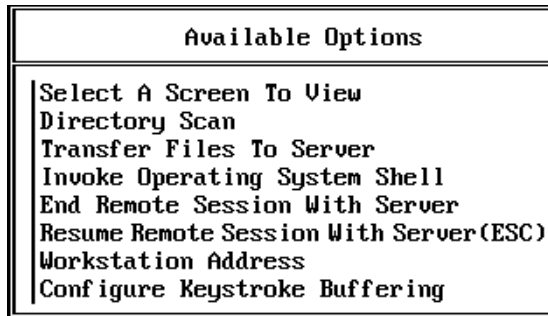 Available Options
Select A Screen To View
Directory Scan
Transfer Files To Server
Invoke Operating System Shell
End Remote Session With Server
Resume Remote Session With Server(ESC)
Workstation Address
Configure Keystroke Buffering